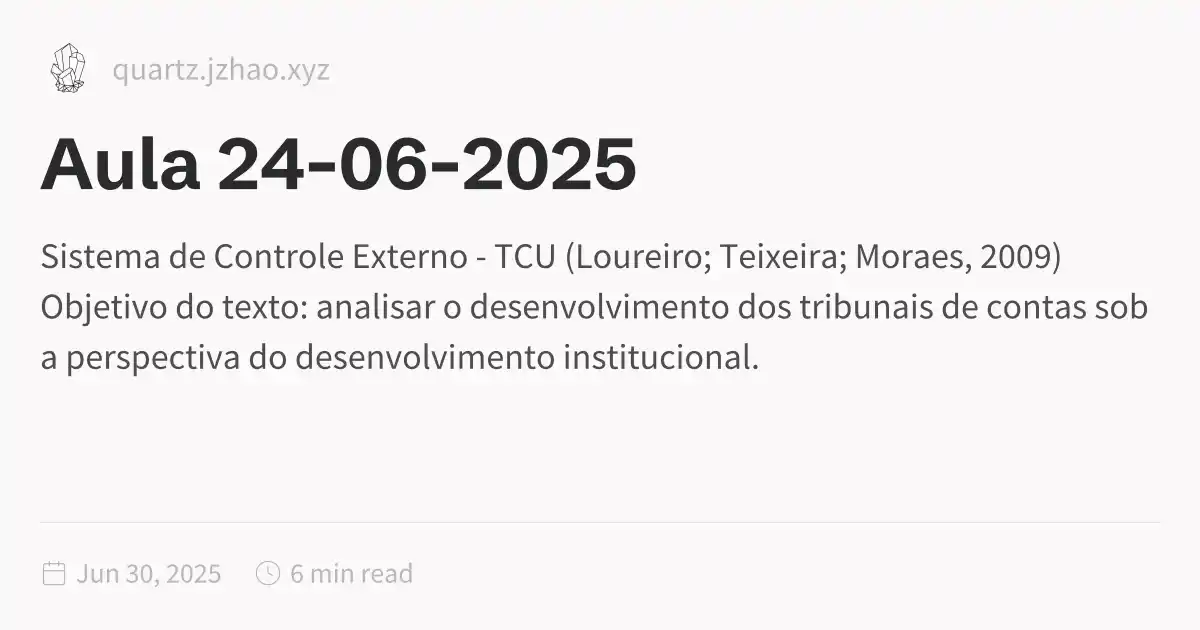 quartz.jzhao.xyz
Aula 24-06-2025
Sistema de Controle Externo - TCU (Loureiro; Teixeira; Moraes, 2009)
Objetivo do texto: analisar o desenvolvimento dos tribunais de contas sob
a perspectiva do desenvolvimento institucional.
Jun 30, 2025 6 min read